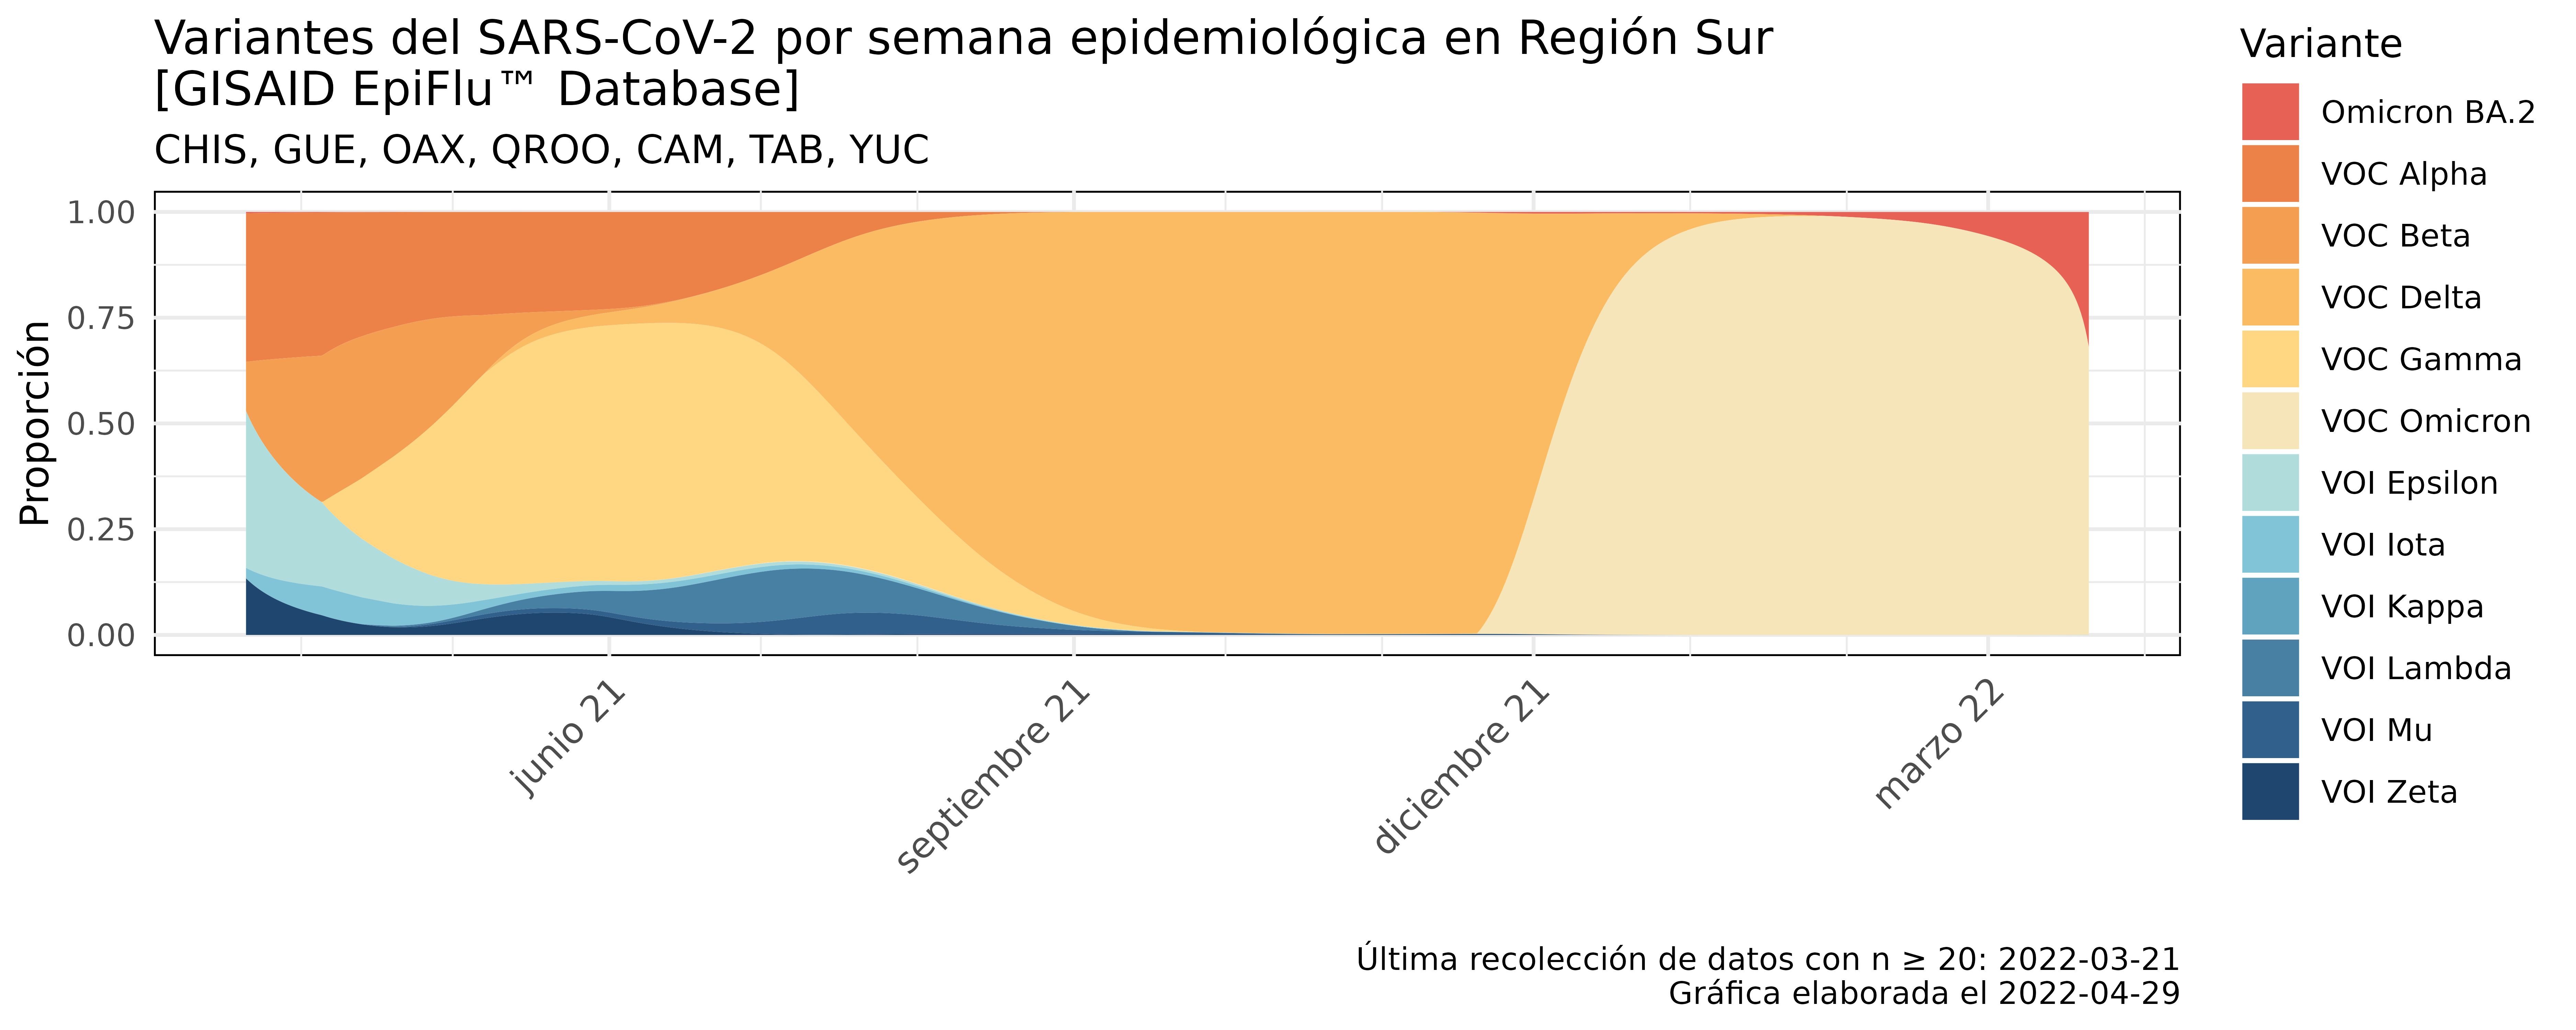 Variantes del SARS-CoV-2 por semana epidemiológica en Región Sur
[GISAID EpiFlu™ Database]
CHIS, GUE, OAX, QROO, CAM, TAB, YUC
Proporción
1.00
0.75
0.50
0.25
0.00
junio 21
septiembre 21
diciembre 21
marzo 22
Variante
Omicron BA.2
VOC Alpha
VOC Beta
VOC Delta
VOC Gamma
VOC Omicron
VOI Epsilon
VOI Iota
VOI Kappa
VOI Lambda
VOI Mu
VOI Zeta
Última recolección de datos con n ≥ 20: 2022-03-21
Gráfica elaborada el 2022-04-29